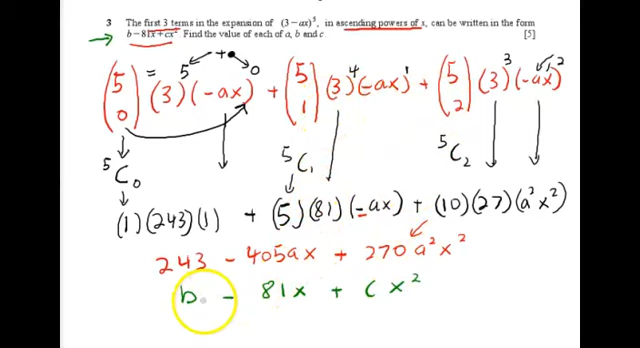 3 The first 3 terms in the expansion of (3 – ax)⁵, in ascending powers of x, can be written in the form
b – 81x + cx². Find the value of each of a, b and c. [5]
= 5 + 0
(5 0) (3) (-ax) + (5 1) (3)⁴ (-ax)¹ + (5 2) (3)³ (-ax)²
⁵C₀ ⁵C₁ ⁵C₂
(1)(243)(1) + (5)(81)(-ax) + (10)(27)(a²x²)
243 - 405ax + 270a²x²
b - 81x + Cx²